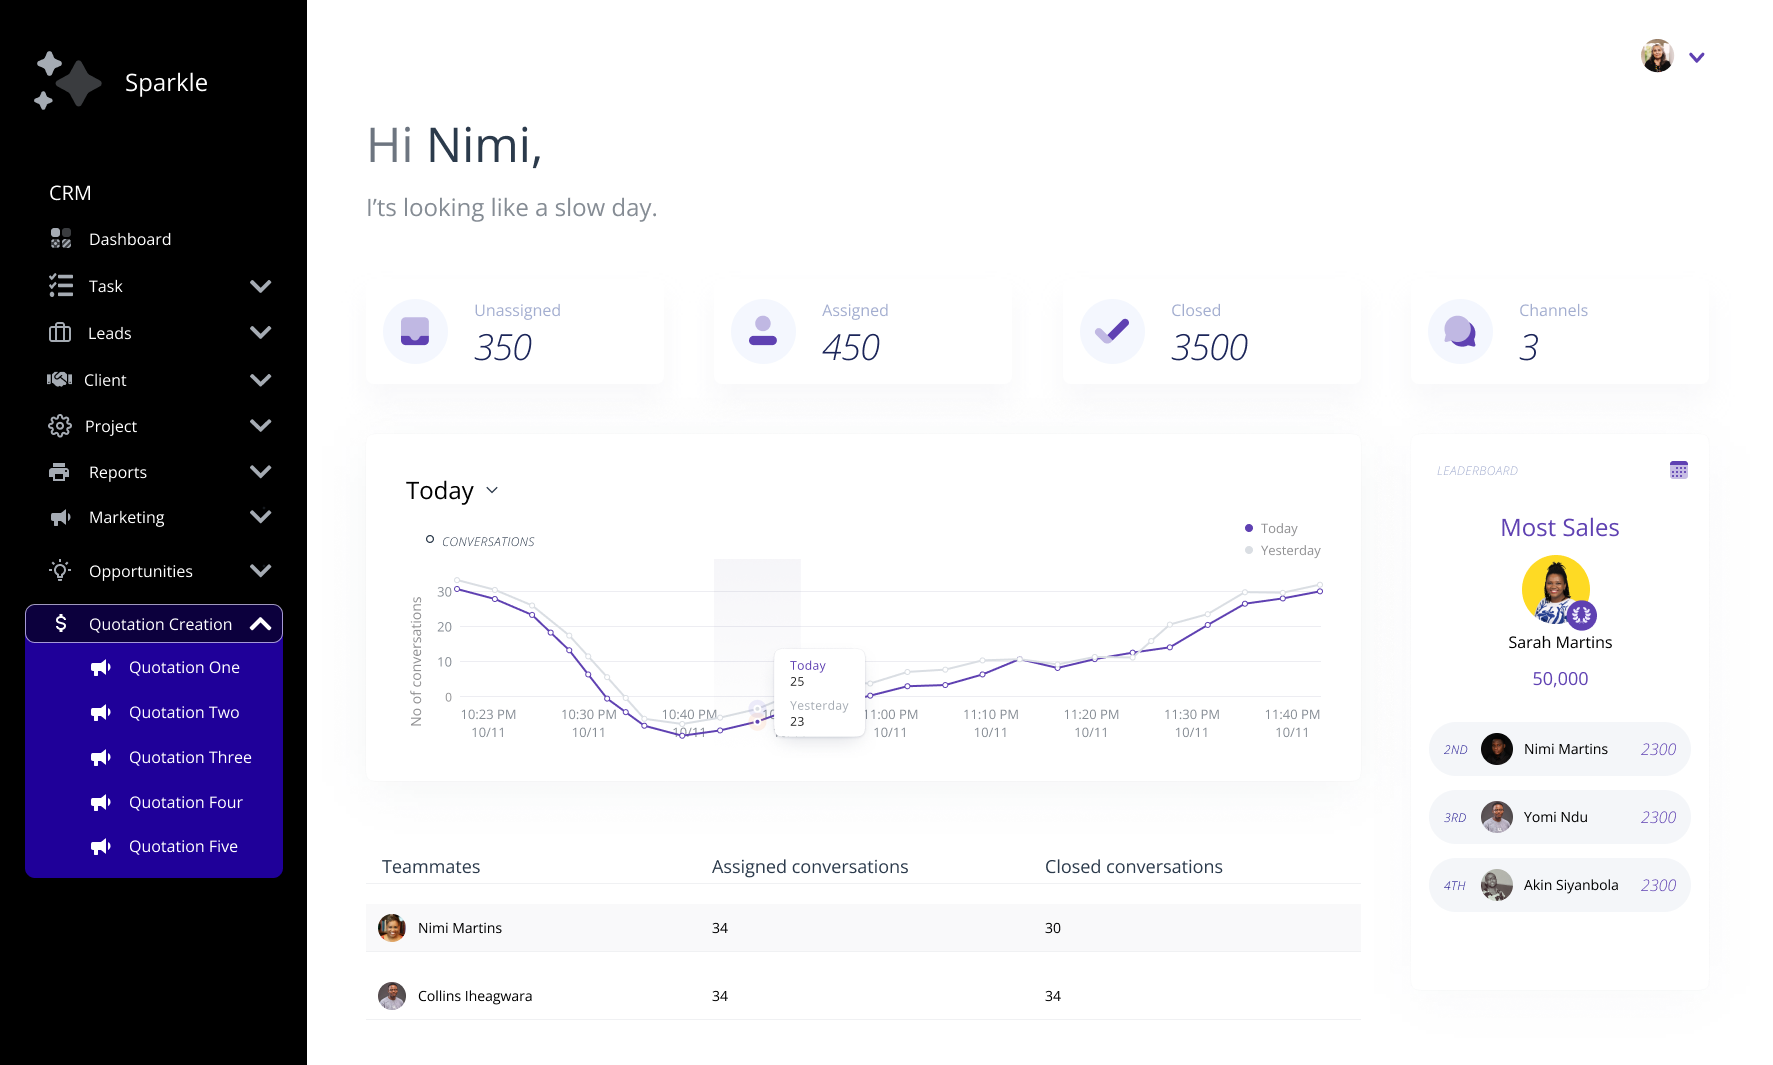 Sparkle
CRM
Dashboard
Task
Leads
Client
Project
Reports
Marketing
Opportunities
$ Quotation Creation
Quotation One
Quotation Two
Quotation Three
Quotation Four
Quotation Five
Hi Nimi,
I'ts looking like a slow day.
Unassigned
350
Assigned
450
Closed
3500
Channels
3
Today
CONVERSATIONS
Today
Yesterday
No of conversations
30
20
10
0
10:23 PM
10/11
10:30 PM
10/11
10:40 PM
10/11
Today
25
Yesterday
23
11:00 PM
10/11
11:10 PM
10/11
11:20 PM
10/11
11:30 PM
10/11
11:40 PM
10/11
LEADERBOARD
Most Sales
Sarah Martins
50,000
2ND Nimi Martins 2300
3RD Yomi Ndu 2300
4TH Akin Siyanbola 2300
Teammates Assigned conversations Closed conversations
Nimi Martins 34 30
Collins Iheagwara 34 34